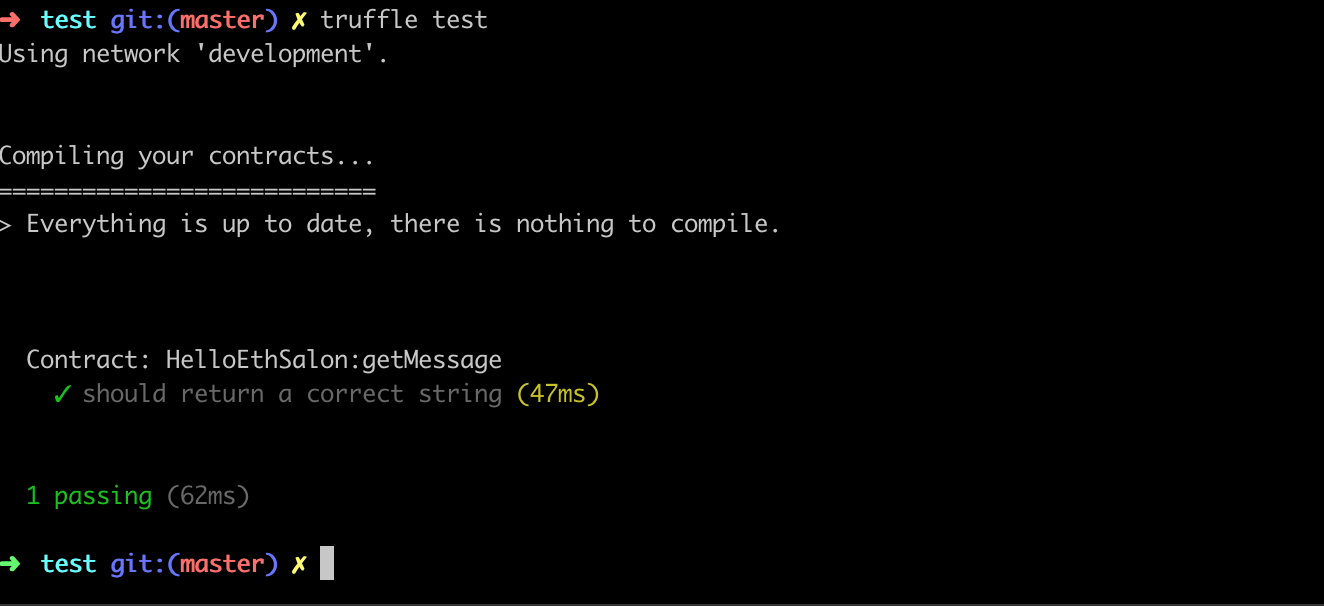 ➜ test git:(master) ✗ truffle test
Using network 'development'.
Compiling your contracts...
===========================
> Everything is up to date, there is nothing to compile.
Contract: HelloEthSalon:getMessage
✓ should return a correct string (47ms)
1 passing (62ms)
➜ test git:(master) ✗